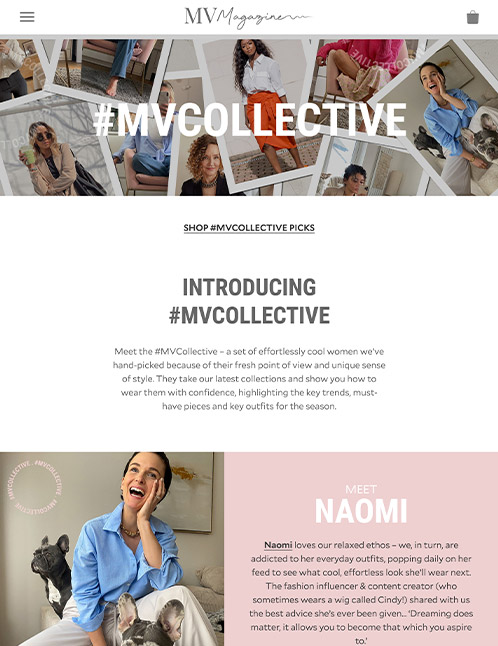 MV Magazine
#MVCOLLECTIVE
SHOP #MVCOLLECTIVE PICKS
INTRODUCING
#MVCOLLECTIVE
Meet the #MVCollective – a set of effortlessly cool women we've
hand-picked because of their fresh point of view and unique sense
of style. They take our latest collections and show you how to
wear them with confidence, highlighting the key trends, must-
have pieces and key outfits for the season.
#MVCOLLECTIVE . #MVCOLLECTIVE . #MVCOLLECTIVE .
MEET
NAOMI
Naomi loves our relaxed ethos – we, in turn, are
addicted to her everyday outfits, popping daily on her
feed to see what cool, effortless look she'll wear next.
The fashion influencer & content creator (who
sometimes wears a wig called Cindy!) shared with us
the best advice she's ever been given... 'Dreaming does
matter, it allows you to become that which you aspire
to.'